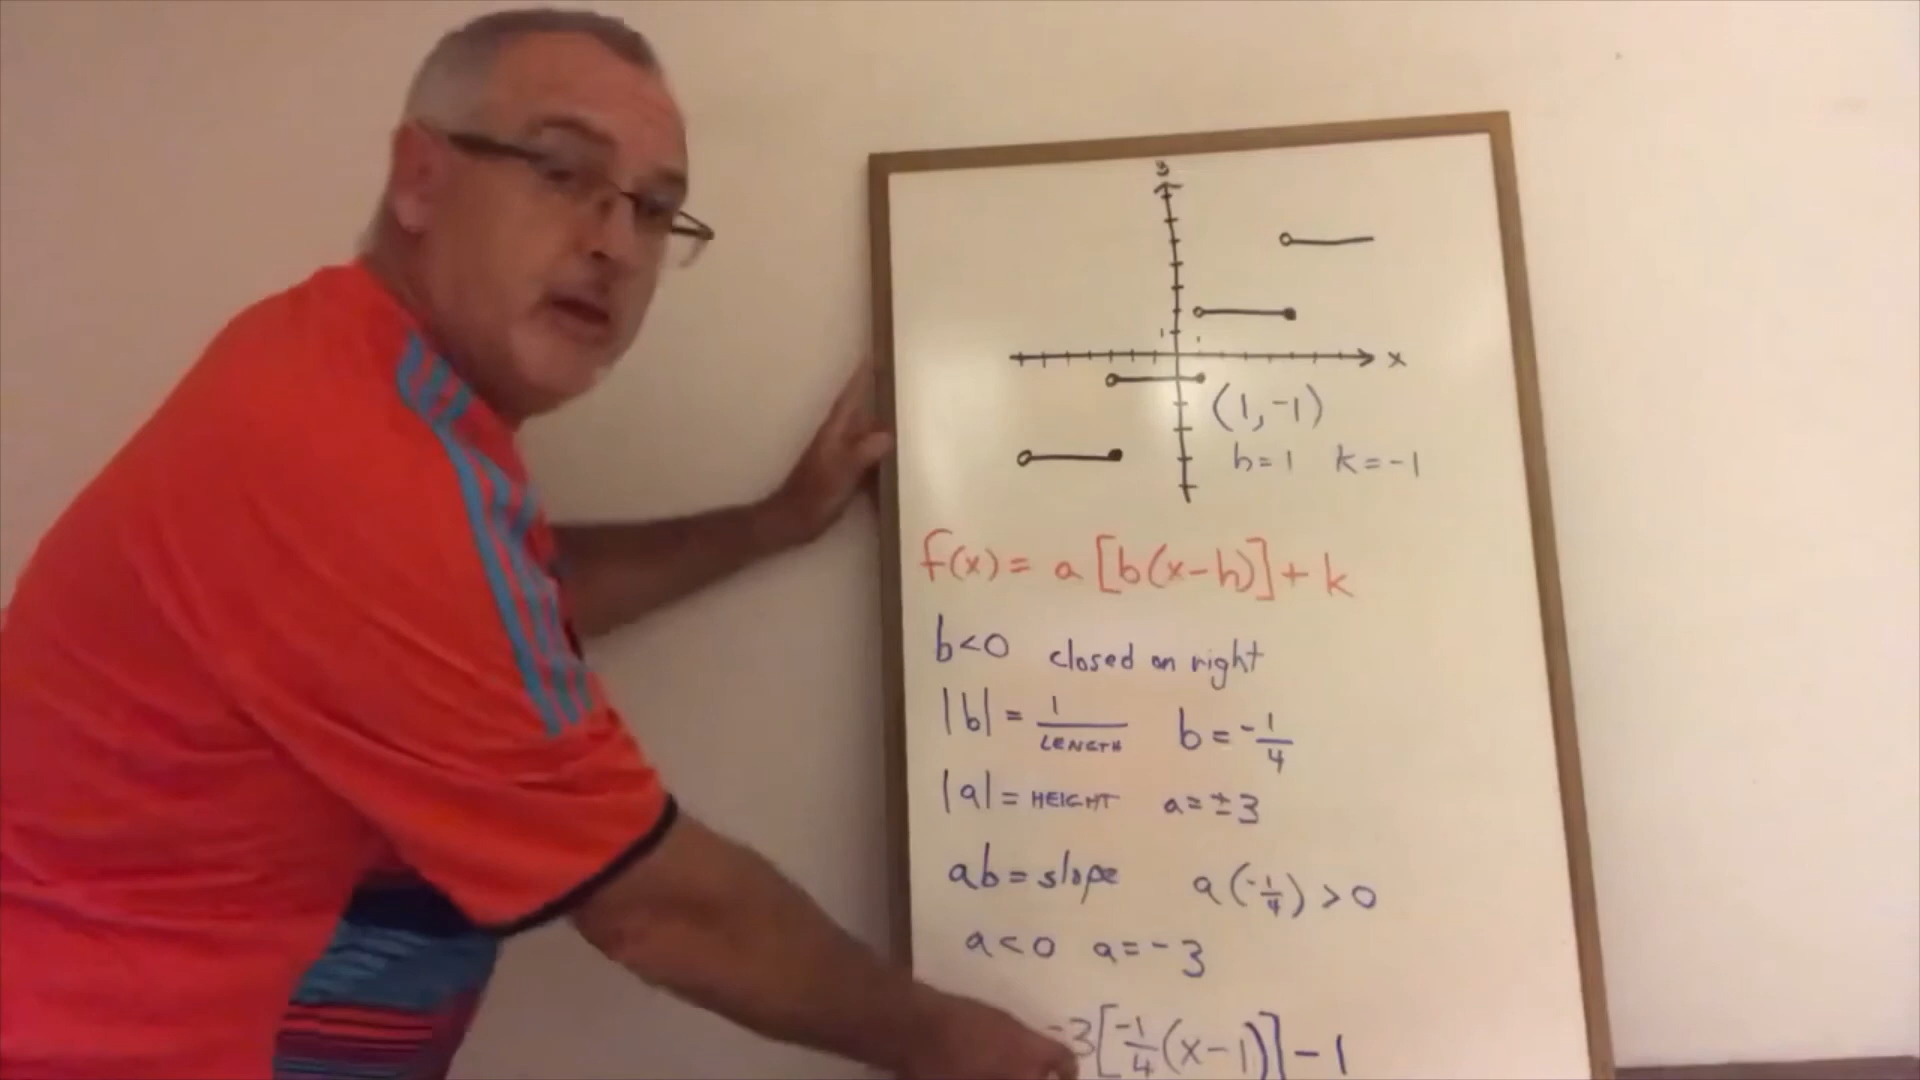 y
1 1
x
(1, -1)
h=1 k=-1
f(x) = a [b(x-h)] + k
b<0 closed on right
|b| = 1/LENGTH b = -1/4
|a| = HEIGHT a = ±3
ab = slope a(-1/4) > 0
a<0 a = -3
-3[-1/4(x-1)] -1